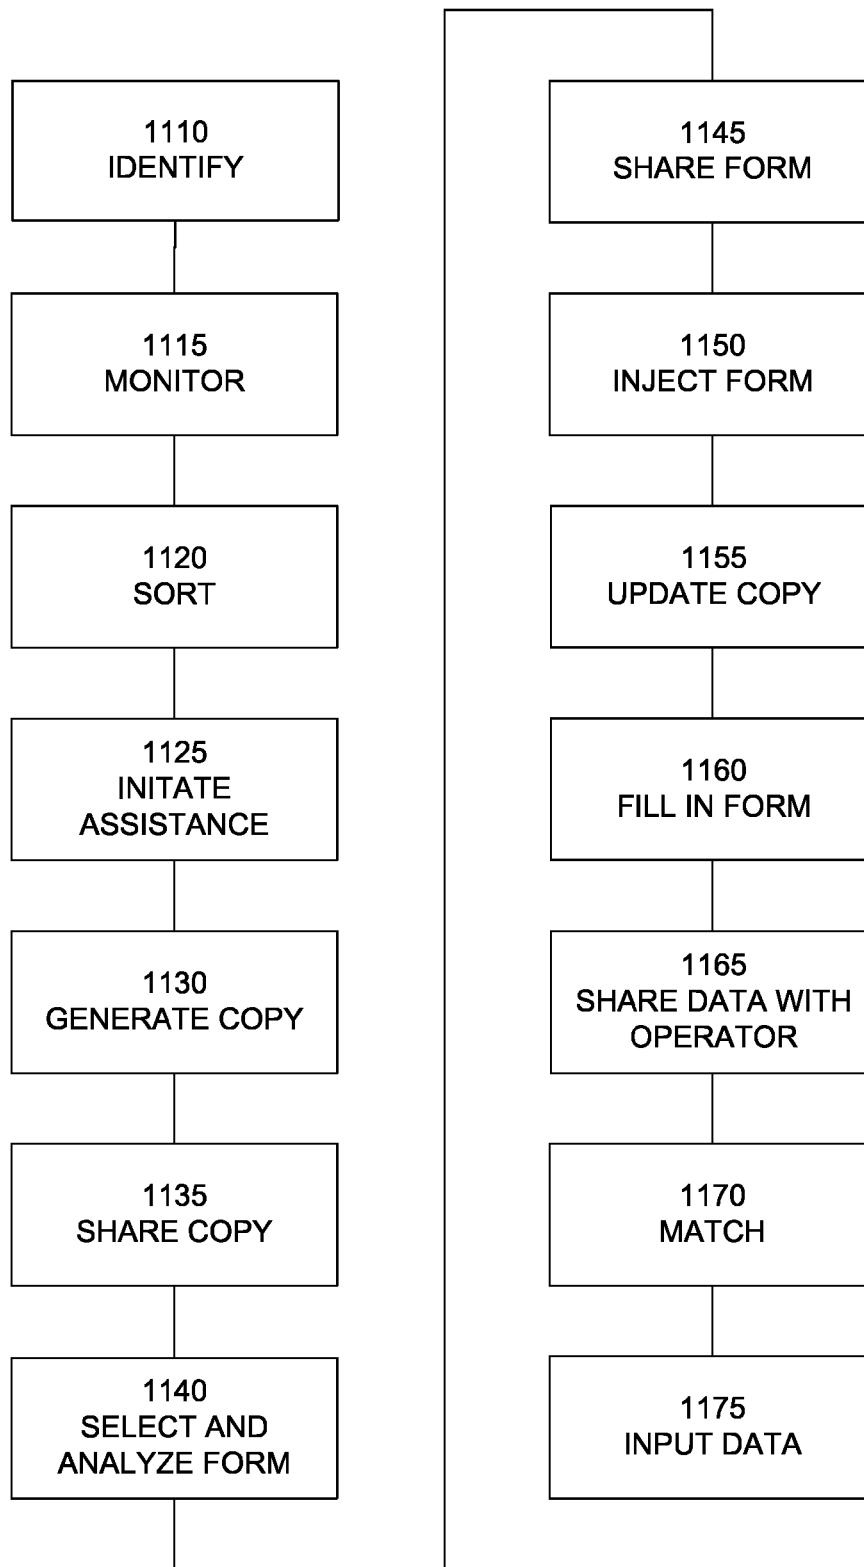 1110
IDENTIFY
1115
MONITOR
1120
SORT
1125
INITATE
ASSISTANCE
1130
GENERATE COPY
1135
SHARE COPY
1140
SELECT AND
ANALYZE FORM
1145
SHARE FORM
1150
INJECT FORM
1155
UPDATE COPY
1160
FILL IN FORM
1165
SHARE DATA WITH
OPERATOR
1170
MATCH
1175
INPUT DATA